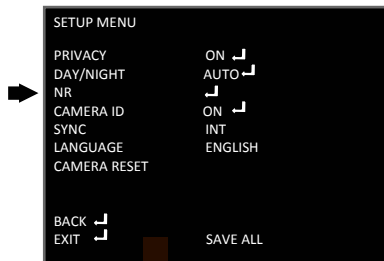 SETUP MENU
PRIVACY ON ↵
DAY/NIGHT AUTO ↵
NR ↵
CAMERA ID ON ↵
SYNC INT
LANGUAGE ENGLISH
CAMERA RESET
BACK ↵
EXIT ↵ SAVE ALL